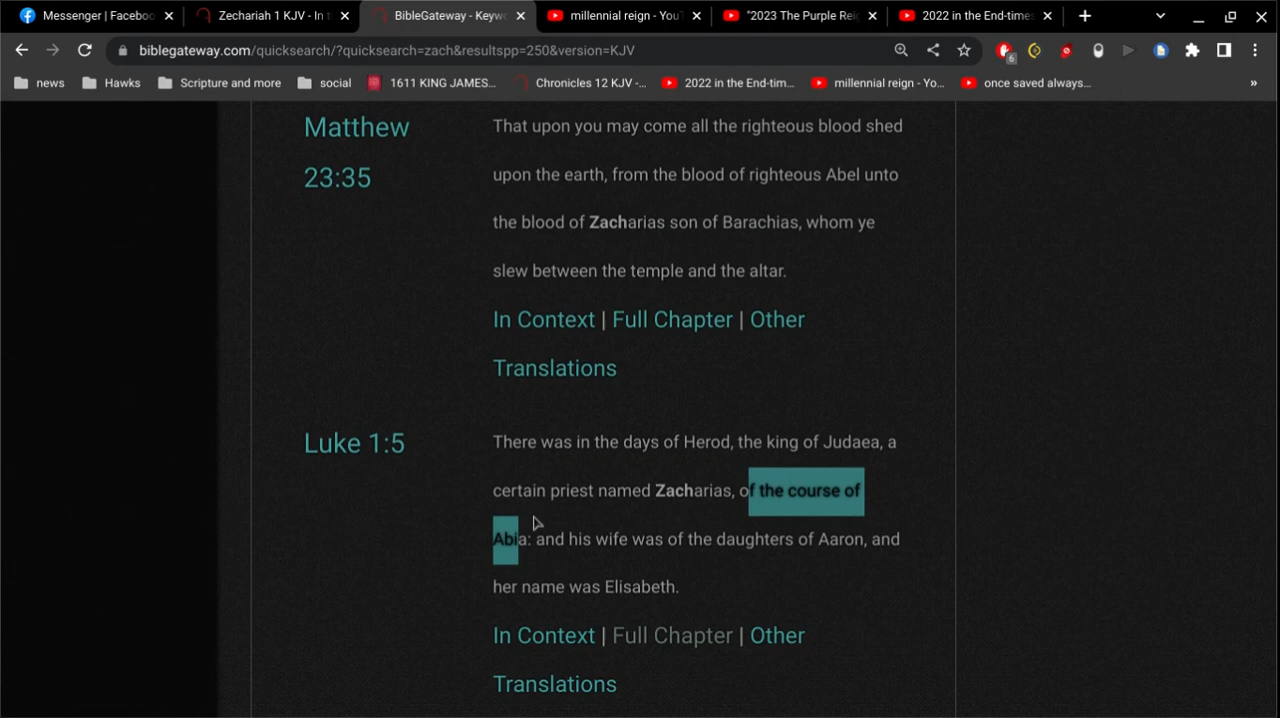 Messenger | Faceboo
Zechariah 1 KJV - In t
BibleGateway - Keywo
millennial reign - YouT
"2023 The Purple Rei
2022 in the End-times
biblegateway.com/quicksearch/?quicksearch=zach&resultspp=250&version=KJV
6
news
Hawks
Scripture and more
social
1611 KING JAMES...
Chronicles 12 KJV -...
2022 in the End-tim...
millennial reign - Yo...
once saved always...
»
Matthew
23:35
That upon you may come all the righteous blood shed
upon the earth, from the blood of righteous Abel unto
the blood of Zacharias son of Barachias, whom ye
slew between the temple and the altar.
In Context | Full Chapter | Other
Translations
Luke 1:5
There was in the days of Herod, the king of Judaea, a
certain priest named Zacharias, of the course of
Abia: and his wife was of the daughters of Aaron, and
her name was Elisabeth.
In Context | Full Chapter | Other
Translations